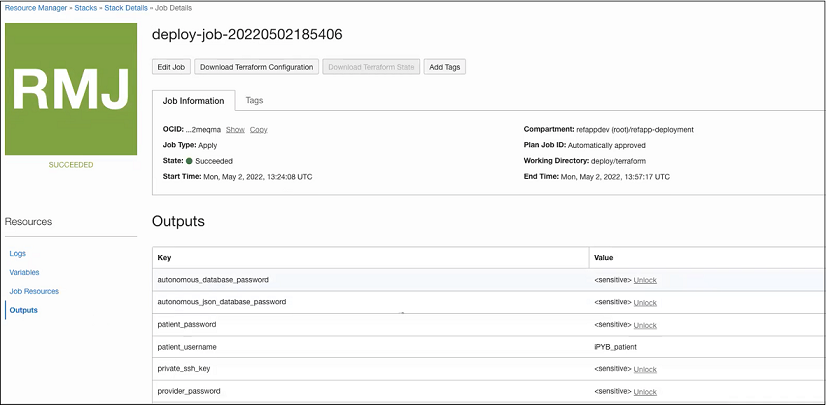 Resource Manager » Stacks » Stack Details » Job Details
RMJ
SUCCEEDED
deploy-job-20220502185406
Edit Job Download Terraform Configuration Download Terraform State Add Tags
Job Information Tags
OCID: ...2meqma Show Copy
Compartment: refappdev (root)/refapp-deployment
Job Type: Apply
Plan Job ID: Automatically approved
State: Succeeded
Working Directory: deploy/terraform
Start Time: Mon, May 2, 2022, 13:24:08 UTC
End Time: Mon, May 2, 2022, 13:57:17 UTC
Resources
Logs
Variables
Job Resources
Outputs
Outputs
Key Value
autonomous_database_password <sensitive> Unlock
autonomous_json_database_password <sensitive> Unlock
patient_password <sensitive> Unlock
patient_username iPYB_patient
private_ssh_key <sensitive> Unlock
provider_password <sensitive> Unlock